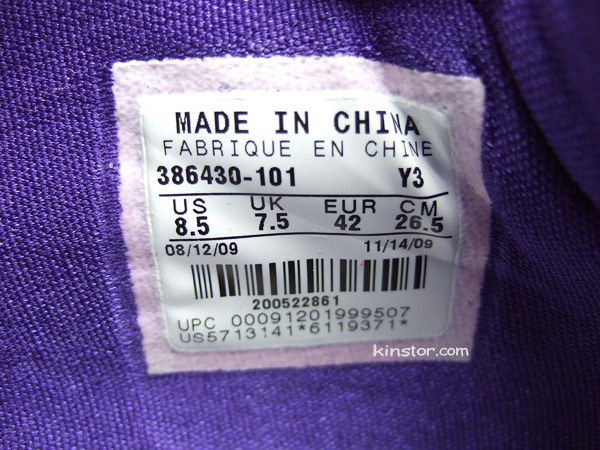 MADE IN CHINA
FABRIQUE EN CHINE
386430-101 Y3
US UK EUR CM
8.5 7.5 42 26.5
08/12/09 11/14/09
200522861
UPC 00091201999507
US5713141*6119371*
kinstor.com